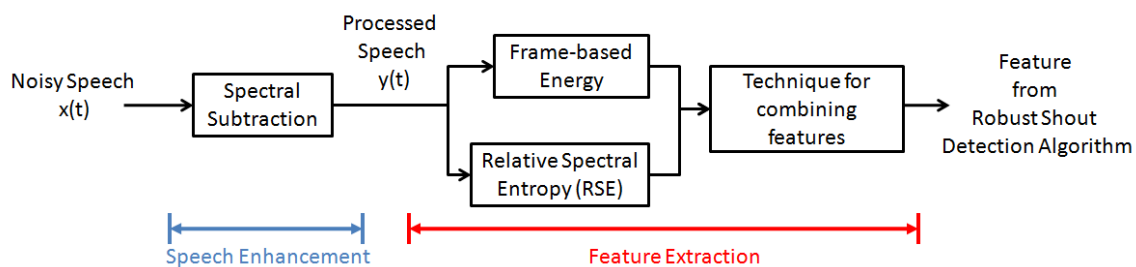 Noisy Speech
x(t)
Spectral
Subtraction
Processed
Speech
y(t)
Frame-based
Energy
Relative Spectral
Entropy (RSE)
Technique for
combining
features
Feature
from
Robust Shout
Detection Algorithm
Speech Enhancement
Feature Extraction